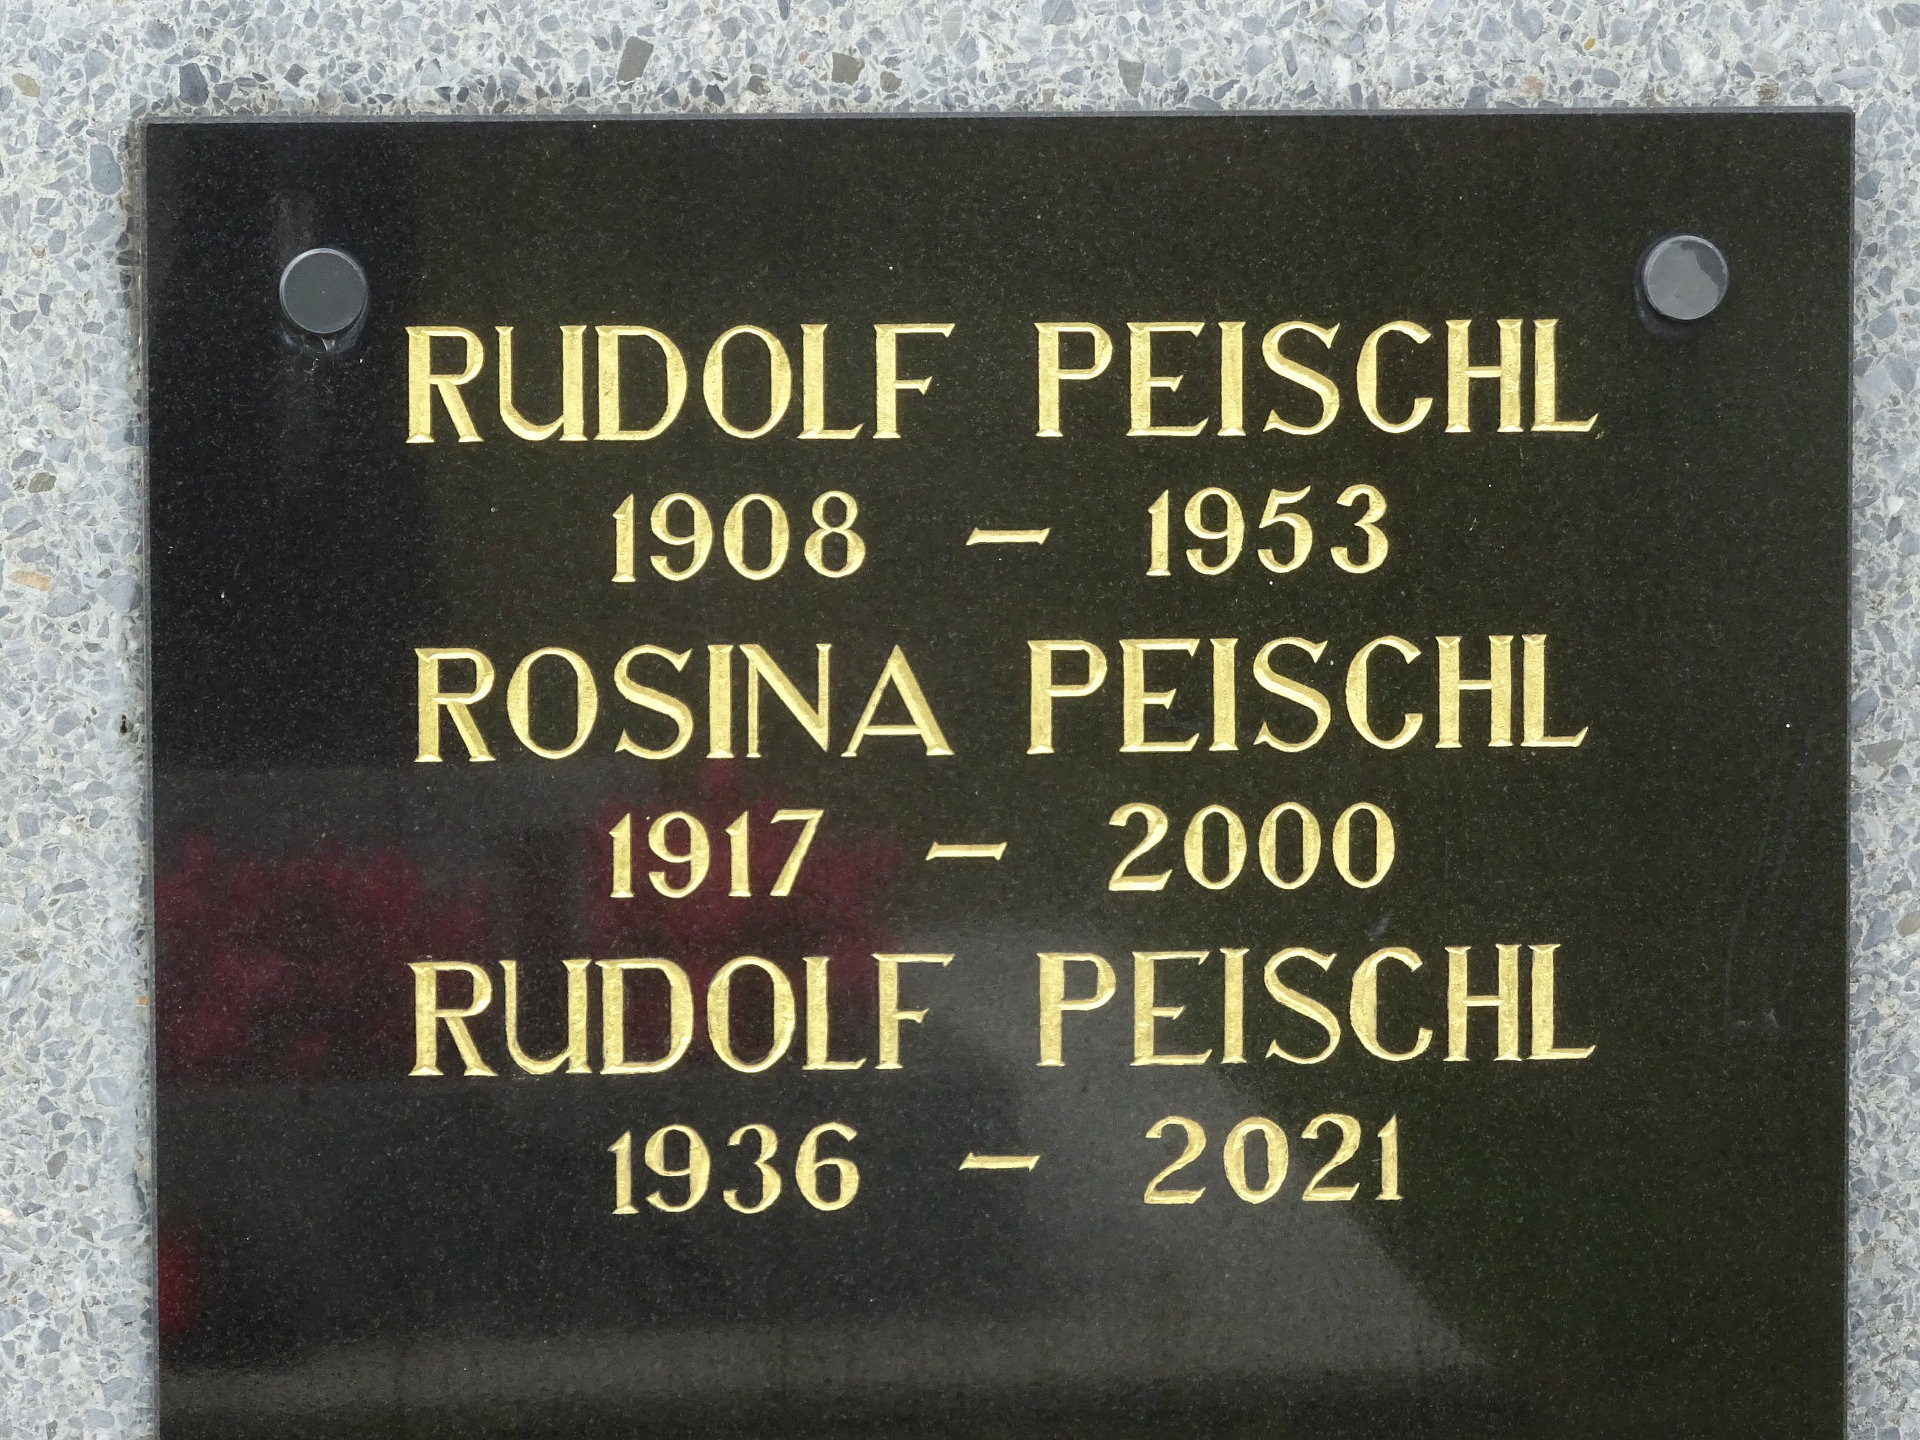 RUDOLF PEISCHL
1908 – 1953
ROSINA PEISCHL
1917 – 2000
RUDOLF PEISCHL
1936 – 2021